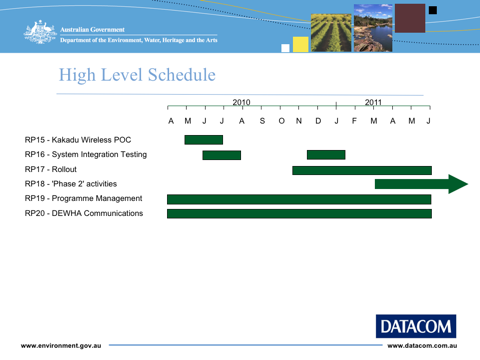 Australian Government
Department of the Environment, Water, Heritage and the Arts
High Level Schedule
2010 2011
A M J J A S O N D J F M A M J
RP15 - Kakadu Wireless POC
RP16 - System Integration Testing
RP17 - Rollout
RP18 - 'Phase 2' activities
RP19 - Programme Management
RP20 - DEWHA Communications
DATACOM
www.environment.gov.au www.datacom.com.au